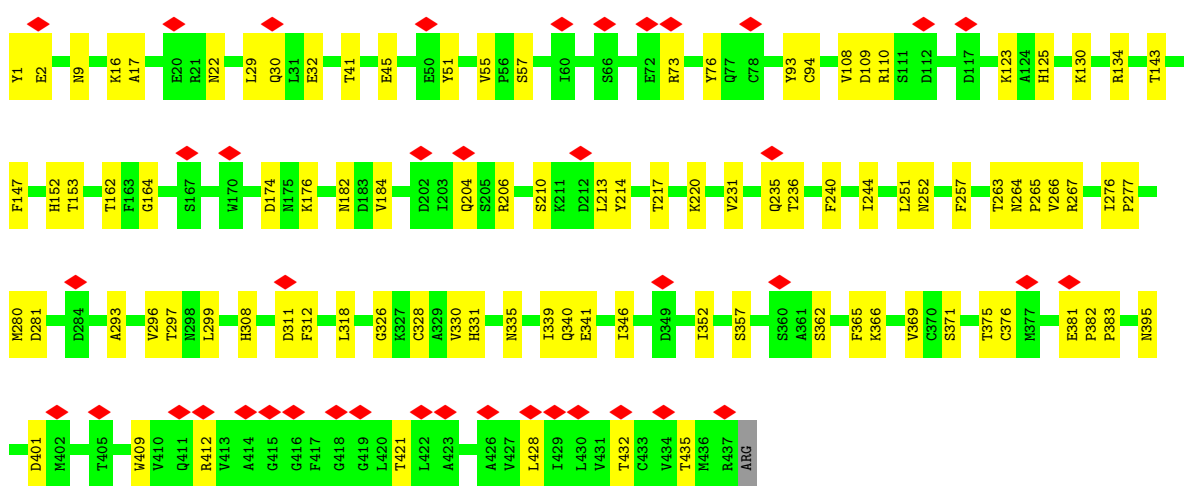 Y1 E2 N9 K16 A17 E20 R21 N22 L29 Q30 L31 E32 T41 E45 E50 Y51 V55 P56 S57 I60 S66 E72 R73 Y76 Q77 C78 Y93 C94 V108 D109 R110 S111 D112 D117 K123 A124 H125 K130 R134 T143
F147 H152 T153 T162 F163 G164 S167 W170 D174 N175 K176 N182 D183 V184 D202 I203 Q204 S205 R206 S210 K211 D212 L213 Y214 T217 K220 V231 Q235 T236 F240 I244 L251 N252 F257 T263 N264 P265 V266 R267 I276 P277
M280 D281 D284 A293 V296 T297 N298 L299 H308 D311 F312 L318 G326 K327 C328 A329 V330 H331 N335 I339 Q340 E341 I346 D349 I352 S357 S360 A361 S362 F365 K366 V369 C370 S371 T375 C376 M377 E381 P382 P383 N395
D401 M402 T405 W409 V410 Q411 R412 V413 A414 G415 G416 F417 G418 G419 L420 T421 L422 A423 A426 V427 L428 I429 L430 V431 T432 C433 V434 T435 M436 R437 ARG